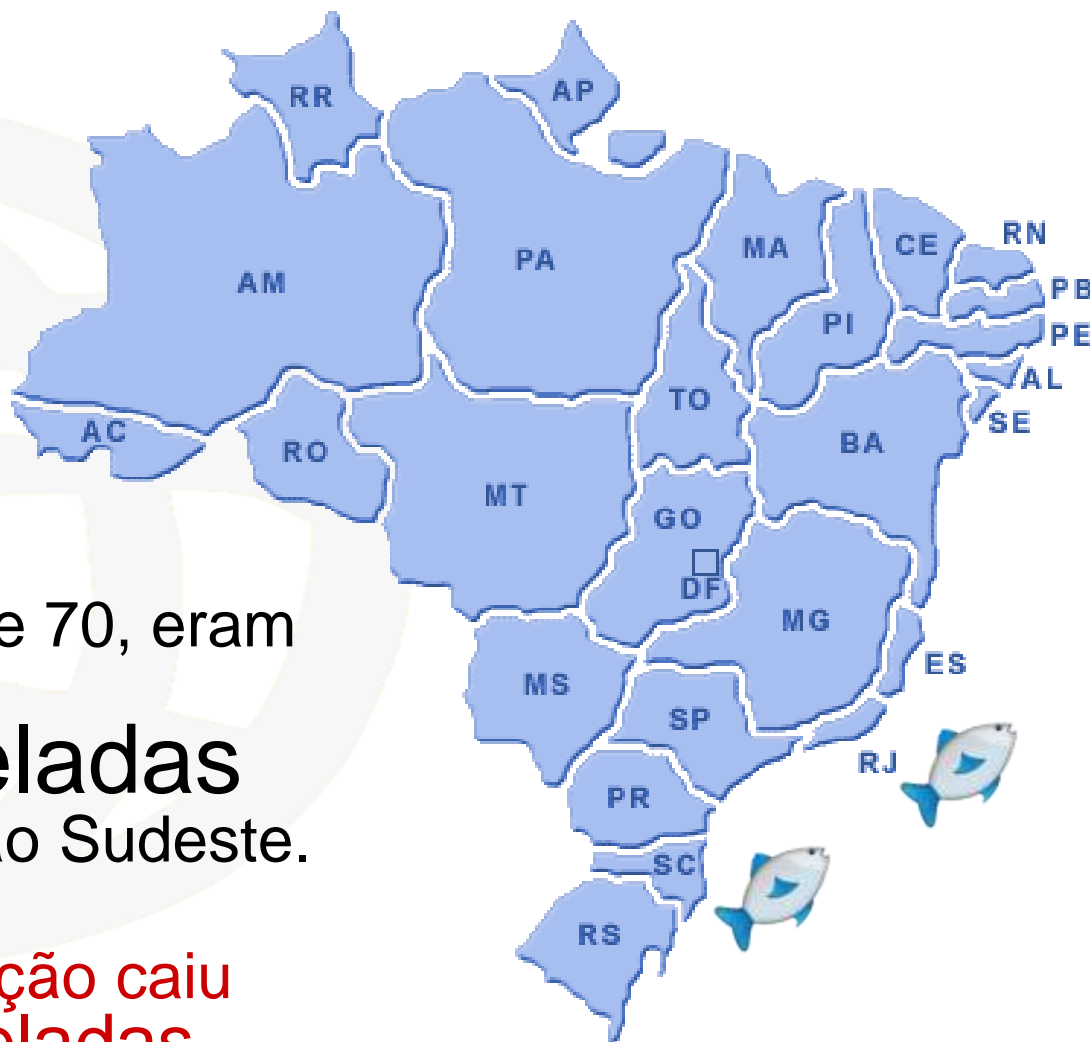 RR
AP
RN
CE
MA
PA
AM
PB
PI
PE
AL
TO
SE
AC
BA
RO
MT
GO
DF
e 70, eram
MG
ES
MS
SP
eladas
RJ
PR
o Sudeste.
SC
RS
ção caiu
eladas